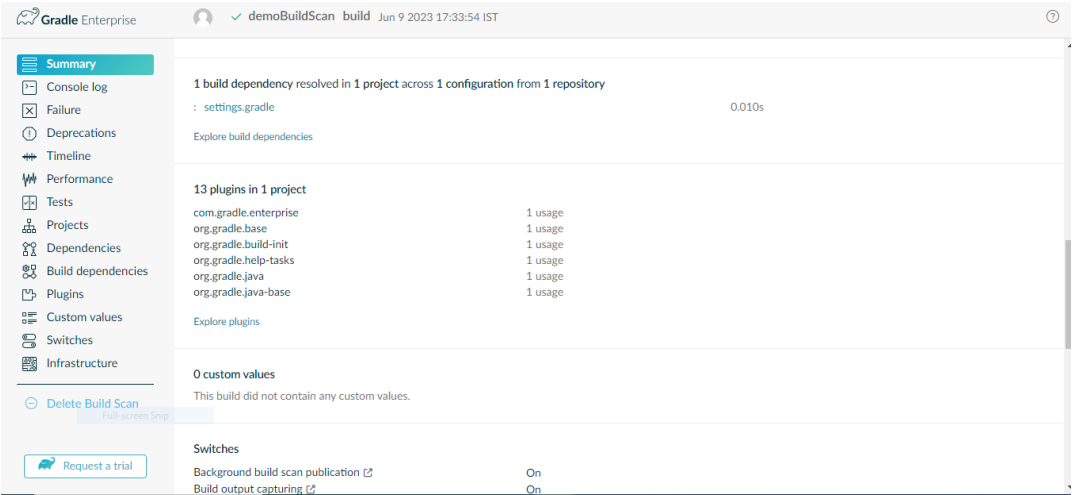 Gradle Enterprise
demoBuildScan build Jun 9 2023 17:33:54 IST
Summary
Console log
Failure
Deprecations
Timeline
Performance
Tests
Projects
Dependencies
Build dependencies
Plugins
Custom values
Switches
Infrastructure
Delete Build Scan
Full-screen Snip
Request a trial
1 build dependency resolved in 1 project across 1 configuration from 1 repository
: settings.gradle 0.010s
Explore build dependencies
13 plugins in 1 project
com.gradle.enterprise 1 usage
org.gradle.base 1 usage
org.gradle.build-init 1 usage
org.gradle.help-tasks 1 usage
org.gradle.java 1 usage
org.gradle.java-base 1 usage
Explore plugins
0 custom values
This build did not contain any custom values.
Switches
Background build scan publication On
Build output capturing On